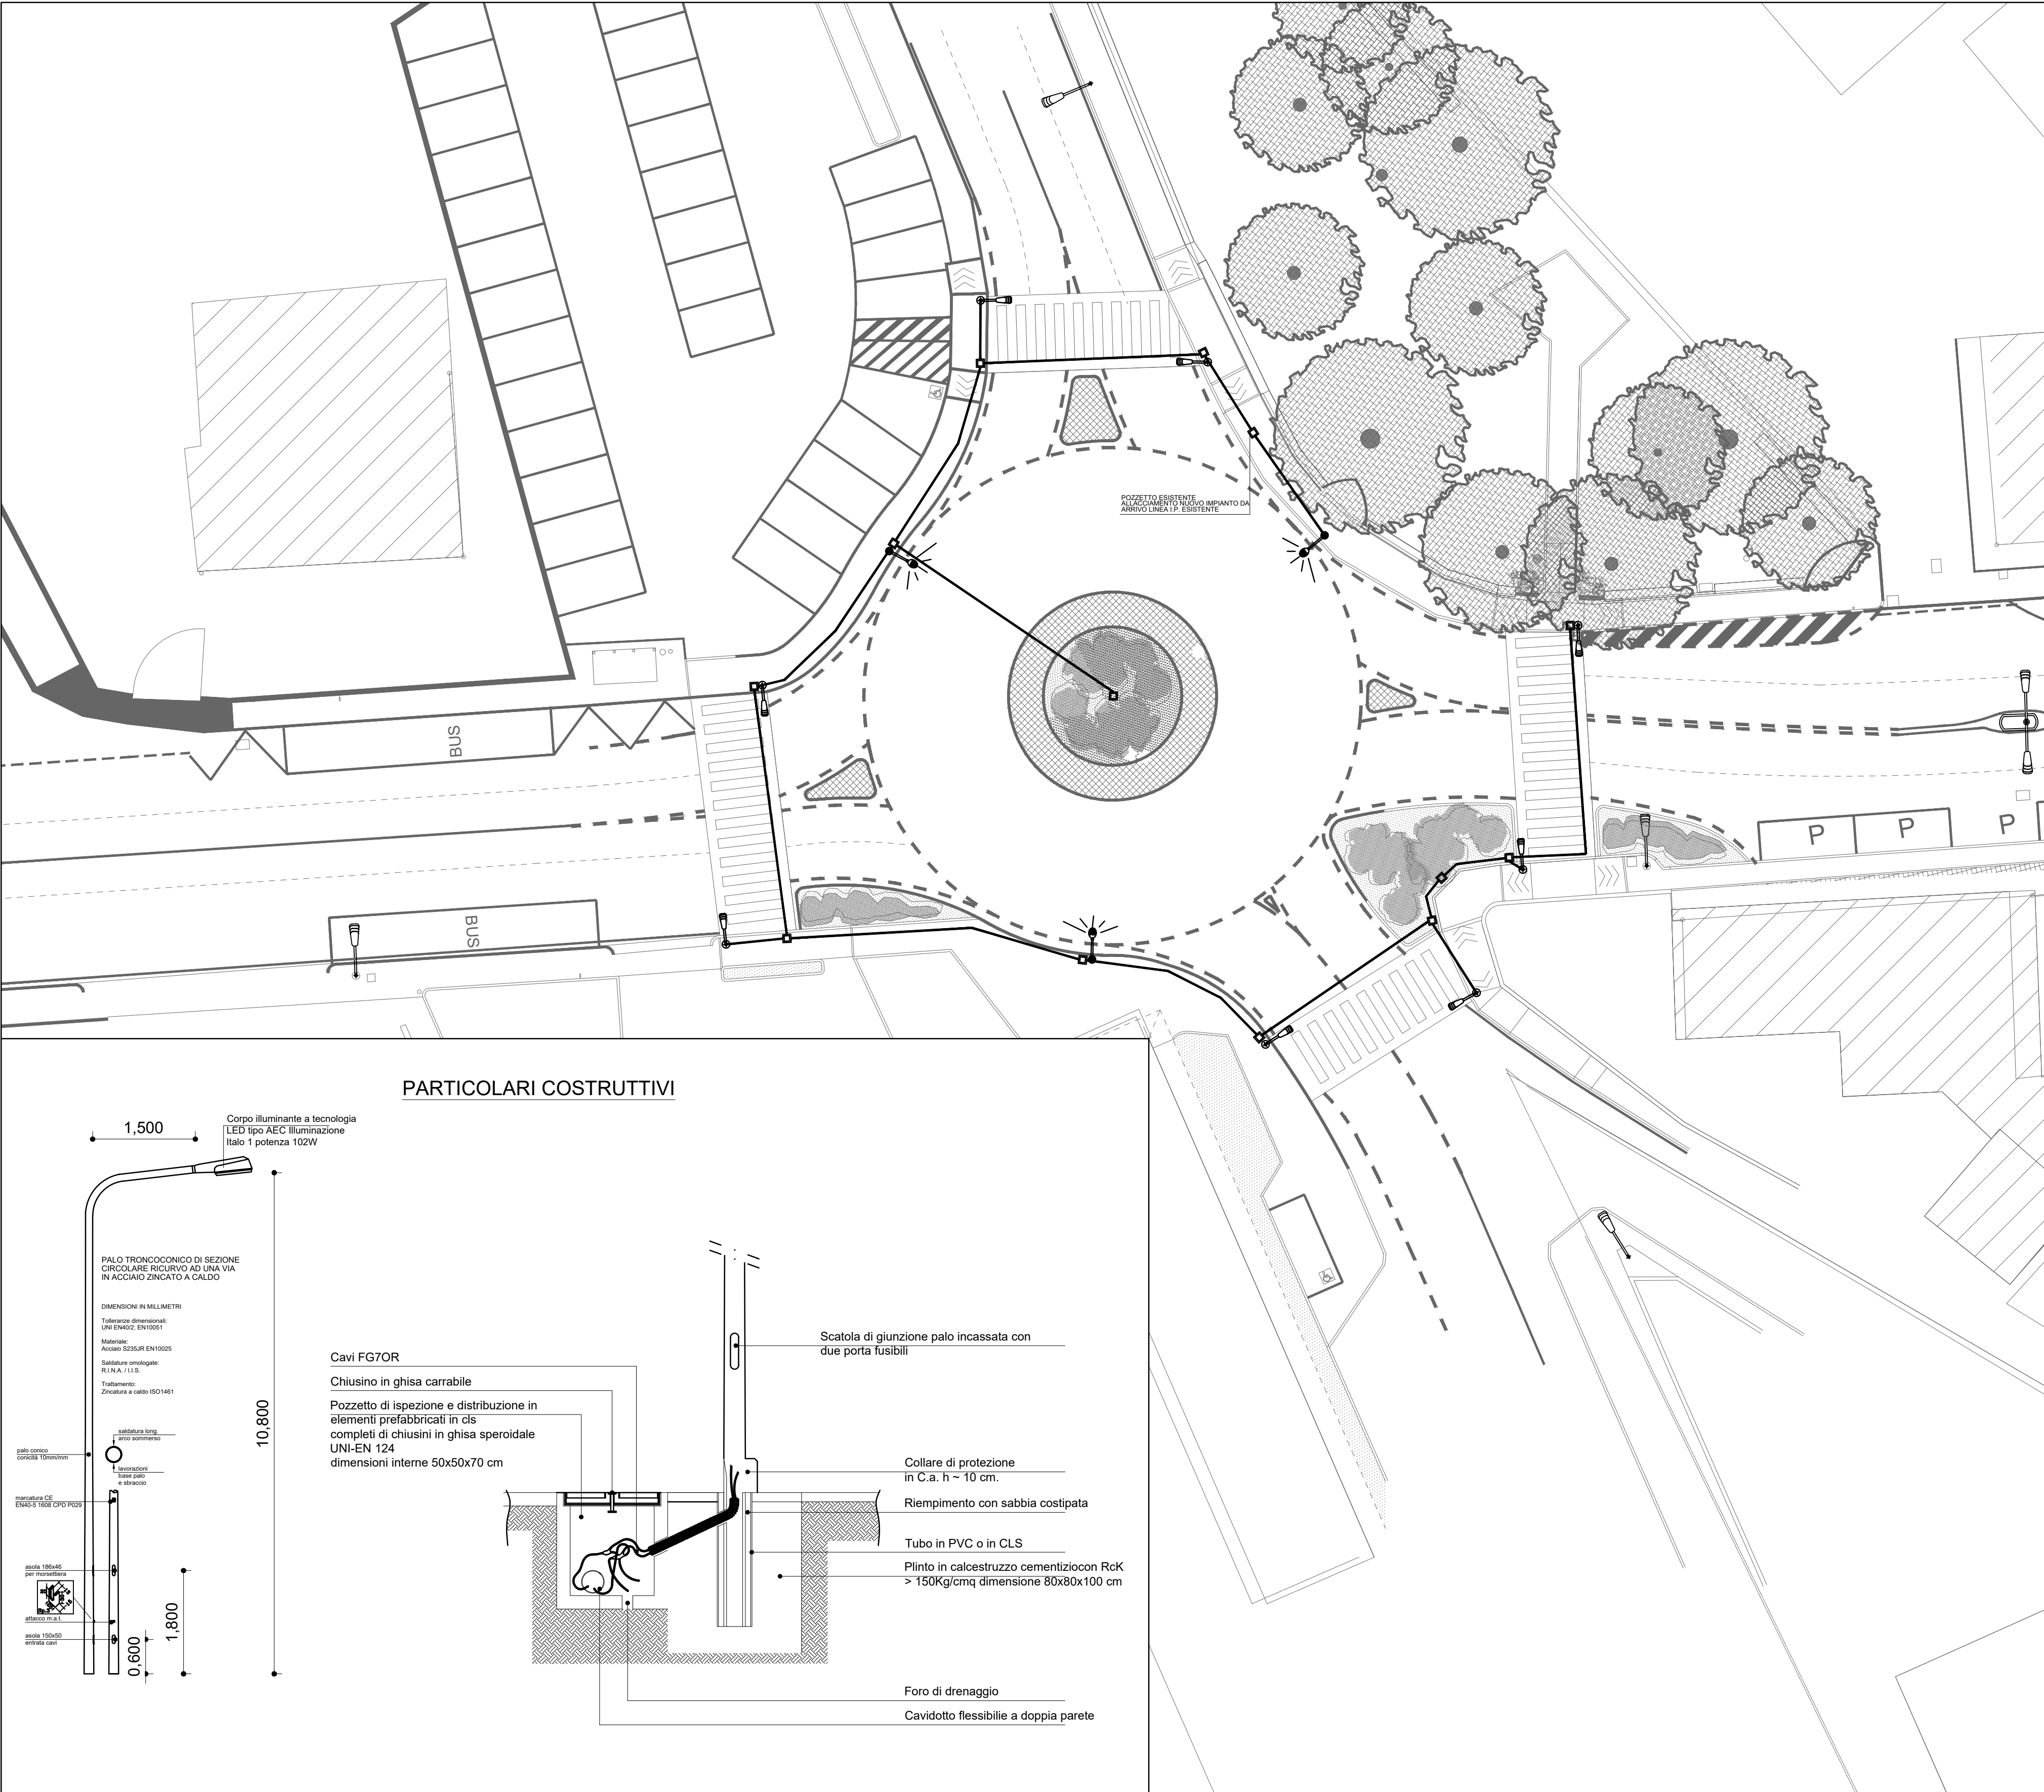 POZZETTO ESISTENTE
ALLACCIAMENTO NUOVO IMPIANTO DA
ARRIVO LINEA I.P. ESISTENTE
BUS
BUS
P
P
P
PARTICOLARI COSTRUTTIVI
1,500
Corpo illuminante a tecnologia
LED tipo AEC Illuminazione
Italo 1 potenza 102W
PALO TRONCOCONICO DI SEZIONE
CIRCOLARE RICURVO AD UNA VIA
IN ACCIAIO ZINCATO A CALDO
DIMENSIONI IN MILLIMETRI
Tolleranze dimensionali:
UNI EN40/2; EN10051
Materiale:
Acciaio S235JR EN10025
Saldature omologate:
R.I.N.A. / I.I.S.
Trattamento:
Zincatura a caldo ISO1461
saldatura long.
arco sommerso
palo conico
conicità 10mm/mm
lavorazioni
base palo
e sbraccio
marcatura CE
EN40-5 1608 CPD P029
asola 186x46
per morsettiera
attacco m.a.t.
asola 150x50
entrata cavi
0,600
1,800
10,800
Cavi FG7OR
Chiusino in ghisa carrabile
Pozzetto di ispezione e distribuzione in
elementi prefabbricati in cls
completi di chiusini in ghisa speroidale
UNI-EN 124
dimensioni interne 50x50x70 cm
Scatola di giunzione palo incassata con
due porta fusibili
Collare di protezione
in C.a. h ~ 10 cm.
Riempimento con sabbia costipata
Tubo in PVC o in CLS
Plinto in calcestruzzo cementiziocon RcK
> 150Kg/cmq dimensione 80x80x100 cm
Foro di drenaggio
Cavidotto flessibilie a doppia parete